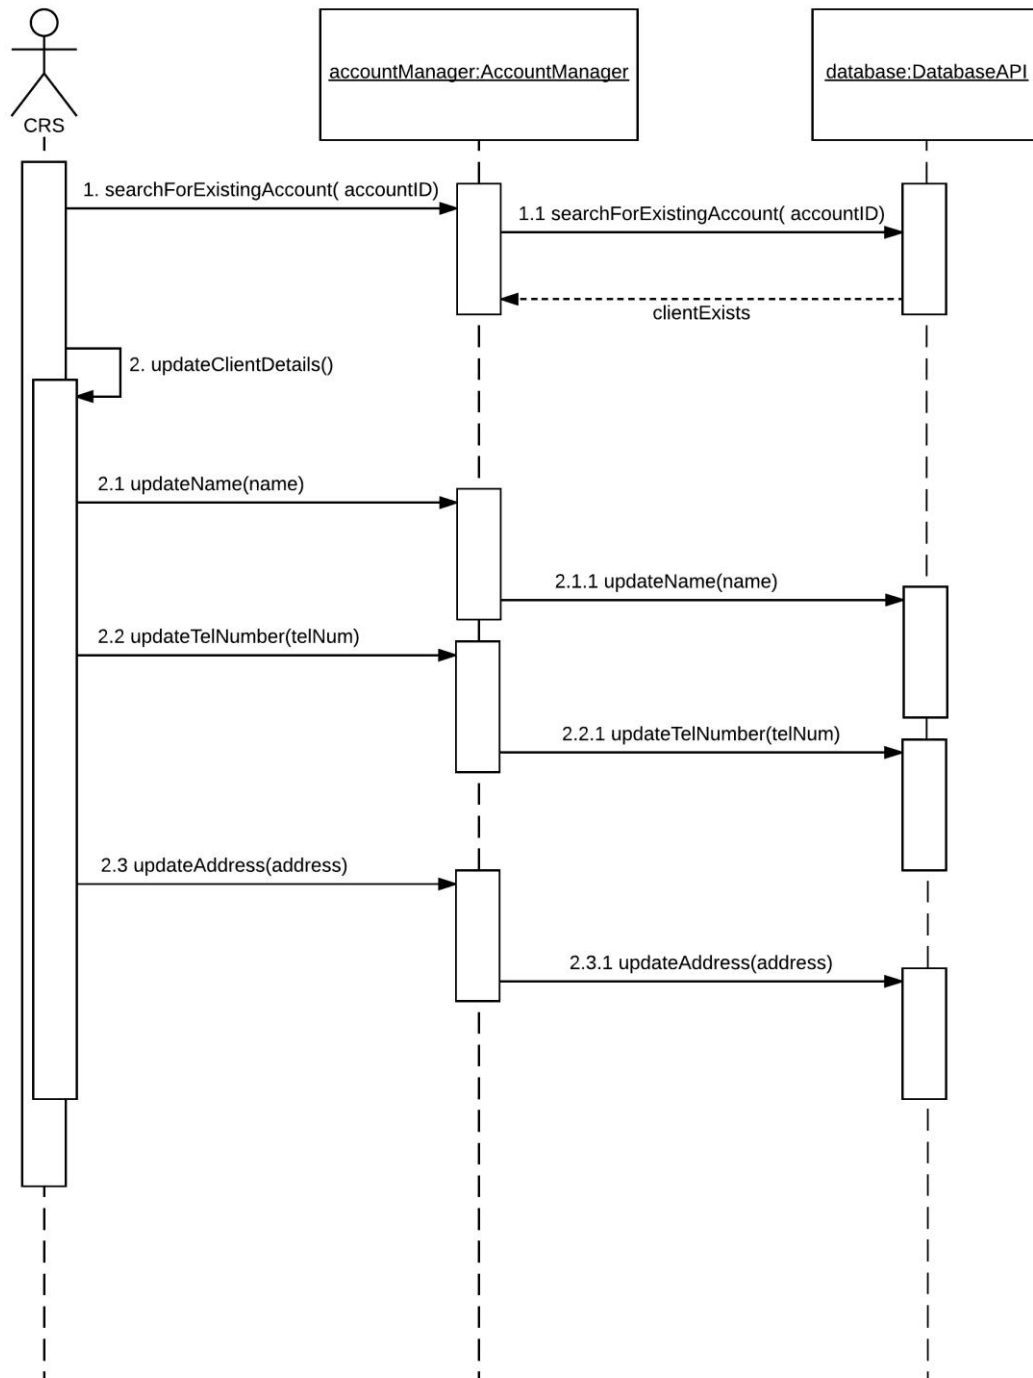 CRS
accountManager:AccountManager
database:DatabaseAPI
1. searchForExistingAccount( accountID)
1.1 searchForExistingAccount( accountID)
clientExists
2. updateClientDetails()
2.1 updateName(name)
2.1.1 updateName(name)
2.2 updateTelNumber(telNum)
2.2.1 updateTelNumber(telNum)
2.3 updateAddress(address)
2.3.1 updateAddress(address)